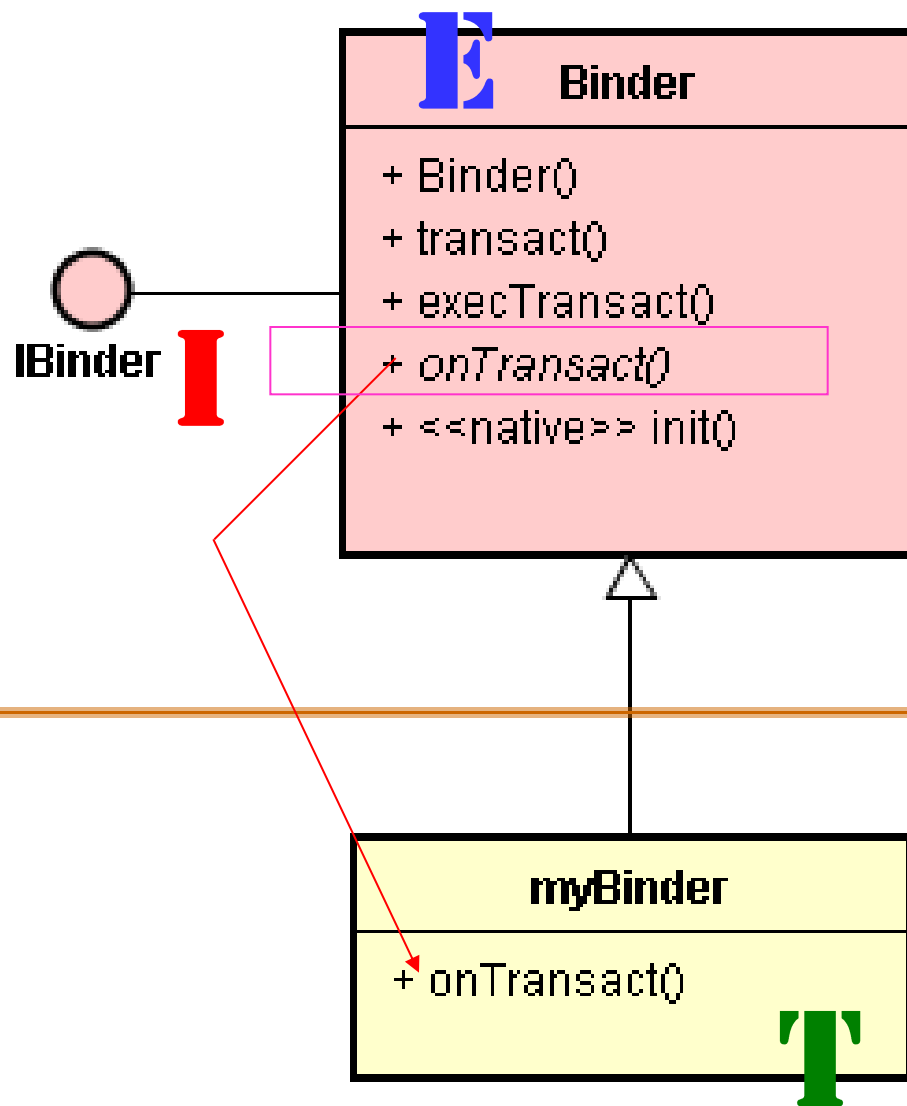 E
Binder
+ Binder()
+ transact()
+ execTransact()
+ onTransact()
+ <<native>> init()
IBinder
I
myBinder
+ onTransact()
T